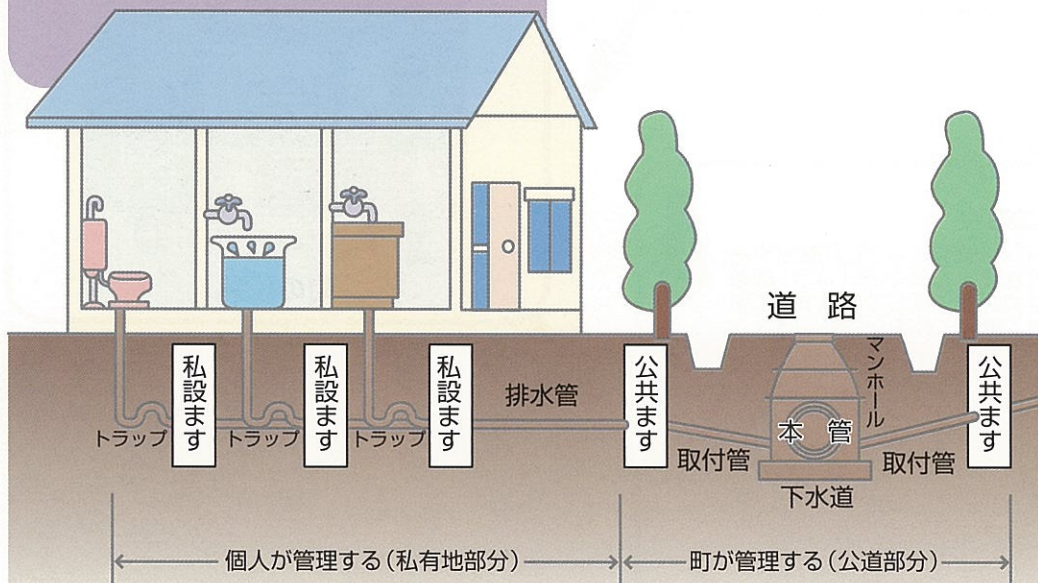 道 路
マンホール
私設ます
私設ます
私設ます
公共ます
公共ます
排水管
トラップ
トラップ
トラップ
本 管
取付管
取付管
下水道
個人が管理する(私有地部分)
町が管理する(公道部分)